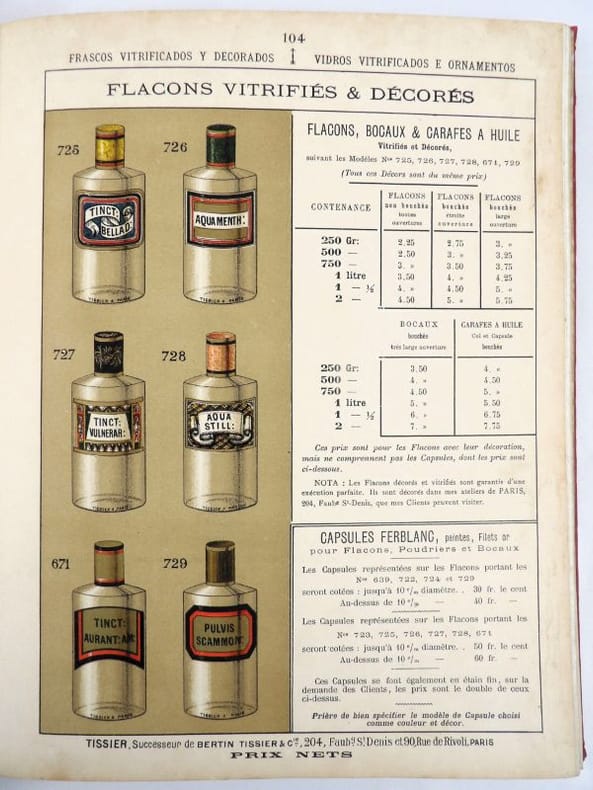 104
FRASCOS VITRIFICADOS Y DECORADOS
VIDROS VITRIFICADOS E ORNAMENTOS
FLACONS VITRIFIÉS & DÉCORÉS
725
726
TINCT:
BELLAD:
AQUA MENTH:
TISSIER A PARIS
TISSIER A PARIS
727
728
TINCT:
VULNERAR:
AQUA
STILL:
TISSIER A PARIS
TISSIER A PARIS
671
729
TINCT:
AURANT: AM:
PULVIS
SCAMMON:
TISSIER A PARIS
TISSIER A PARIS
FLACONS, BOCAUX & CARAFES A HUILE
Vitrifiés et Décorés,
suivant les Modèles Nos 725, 726, 727, 728, 671, 729
(Tous ces Décors sont du même prix)
CONTENANCE
FLACONS non bouchés toutes ouvertures
FLACONS bouchés étroite ouverture
FLACONS bouchés large ouverture
250 Gr: 2.25 2.75 3. »
500 — 2.50 3. » 3.25
750 — 3. » 3.50 3.75
1 litre 3.50 4. » 4.25
1 — ½ 4. » 4.50 5. »
2 — 4.50 5. » 5.75
BOCAUX bouchés très large ouverture
CARAFES A HUILE Col et Capsule bouchés
250 Gr: 3.50 4. »
500 — 4. » 4.50
750 — 4.50 5. »
1 litre 5. » 5.50
1 — ½ 6. » 6.75
2 — 7. » 7.75
Ces prix sont pour les Flacons avec leur décoration,
mais ne comprennent pas les Capsules, dont les prix sont
ci-dessous.
NOTA : Les Flacons décorés et vitrifiés sont garantis d'une
exécution parfaite. Ils sont décorés dans mes ateliers de PARIS,
204, Faubg St-Denis, que mes Clients peuvent visiter.
CAPSULES FERBLANC, peintes, Filets or
pour Flacons, Poudriers et Bocaux
Les Capsules représentées sur les Flacons portant les
Nos 639, 722, 724 et 729
seront cotées : jusqu'à 10 c/m diamètre. . 30 fr. le cent
Au-dessus de 10 c/m — 40 fr. —
Les Capsules représentées sur les Flacons portant les
Nos 723, 725, 726, 727, 728, 671
seront cotées : jusqu'à 10 c/m diamètre. . 50 fr. le cent
Au-dessus de 10 c/m — 60 fr. —
Ces Capsules se font également en étain fin, sur la
demande des Clients, les prix sont le double de ceux
ci-dessus.
Prière de bien spécifier le modèle de Capsule choisi
comme couleur et décor.
TISSIER, Successeur de BERTIN TISSIER & Cie, 204, Faubg St Denis et 90, Rue de Rivoli, PARIS
PRIX NETS